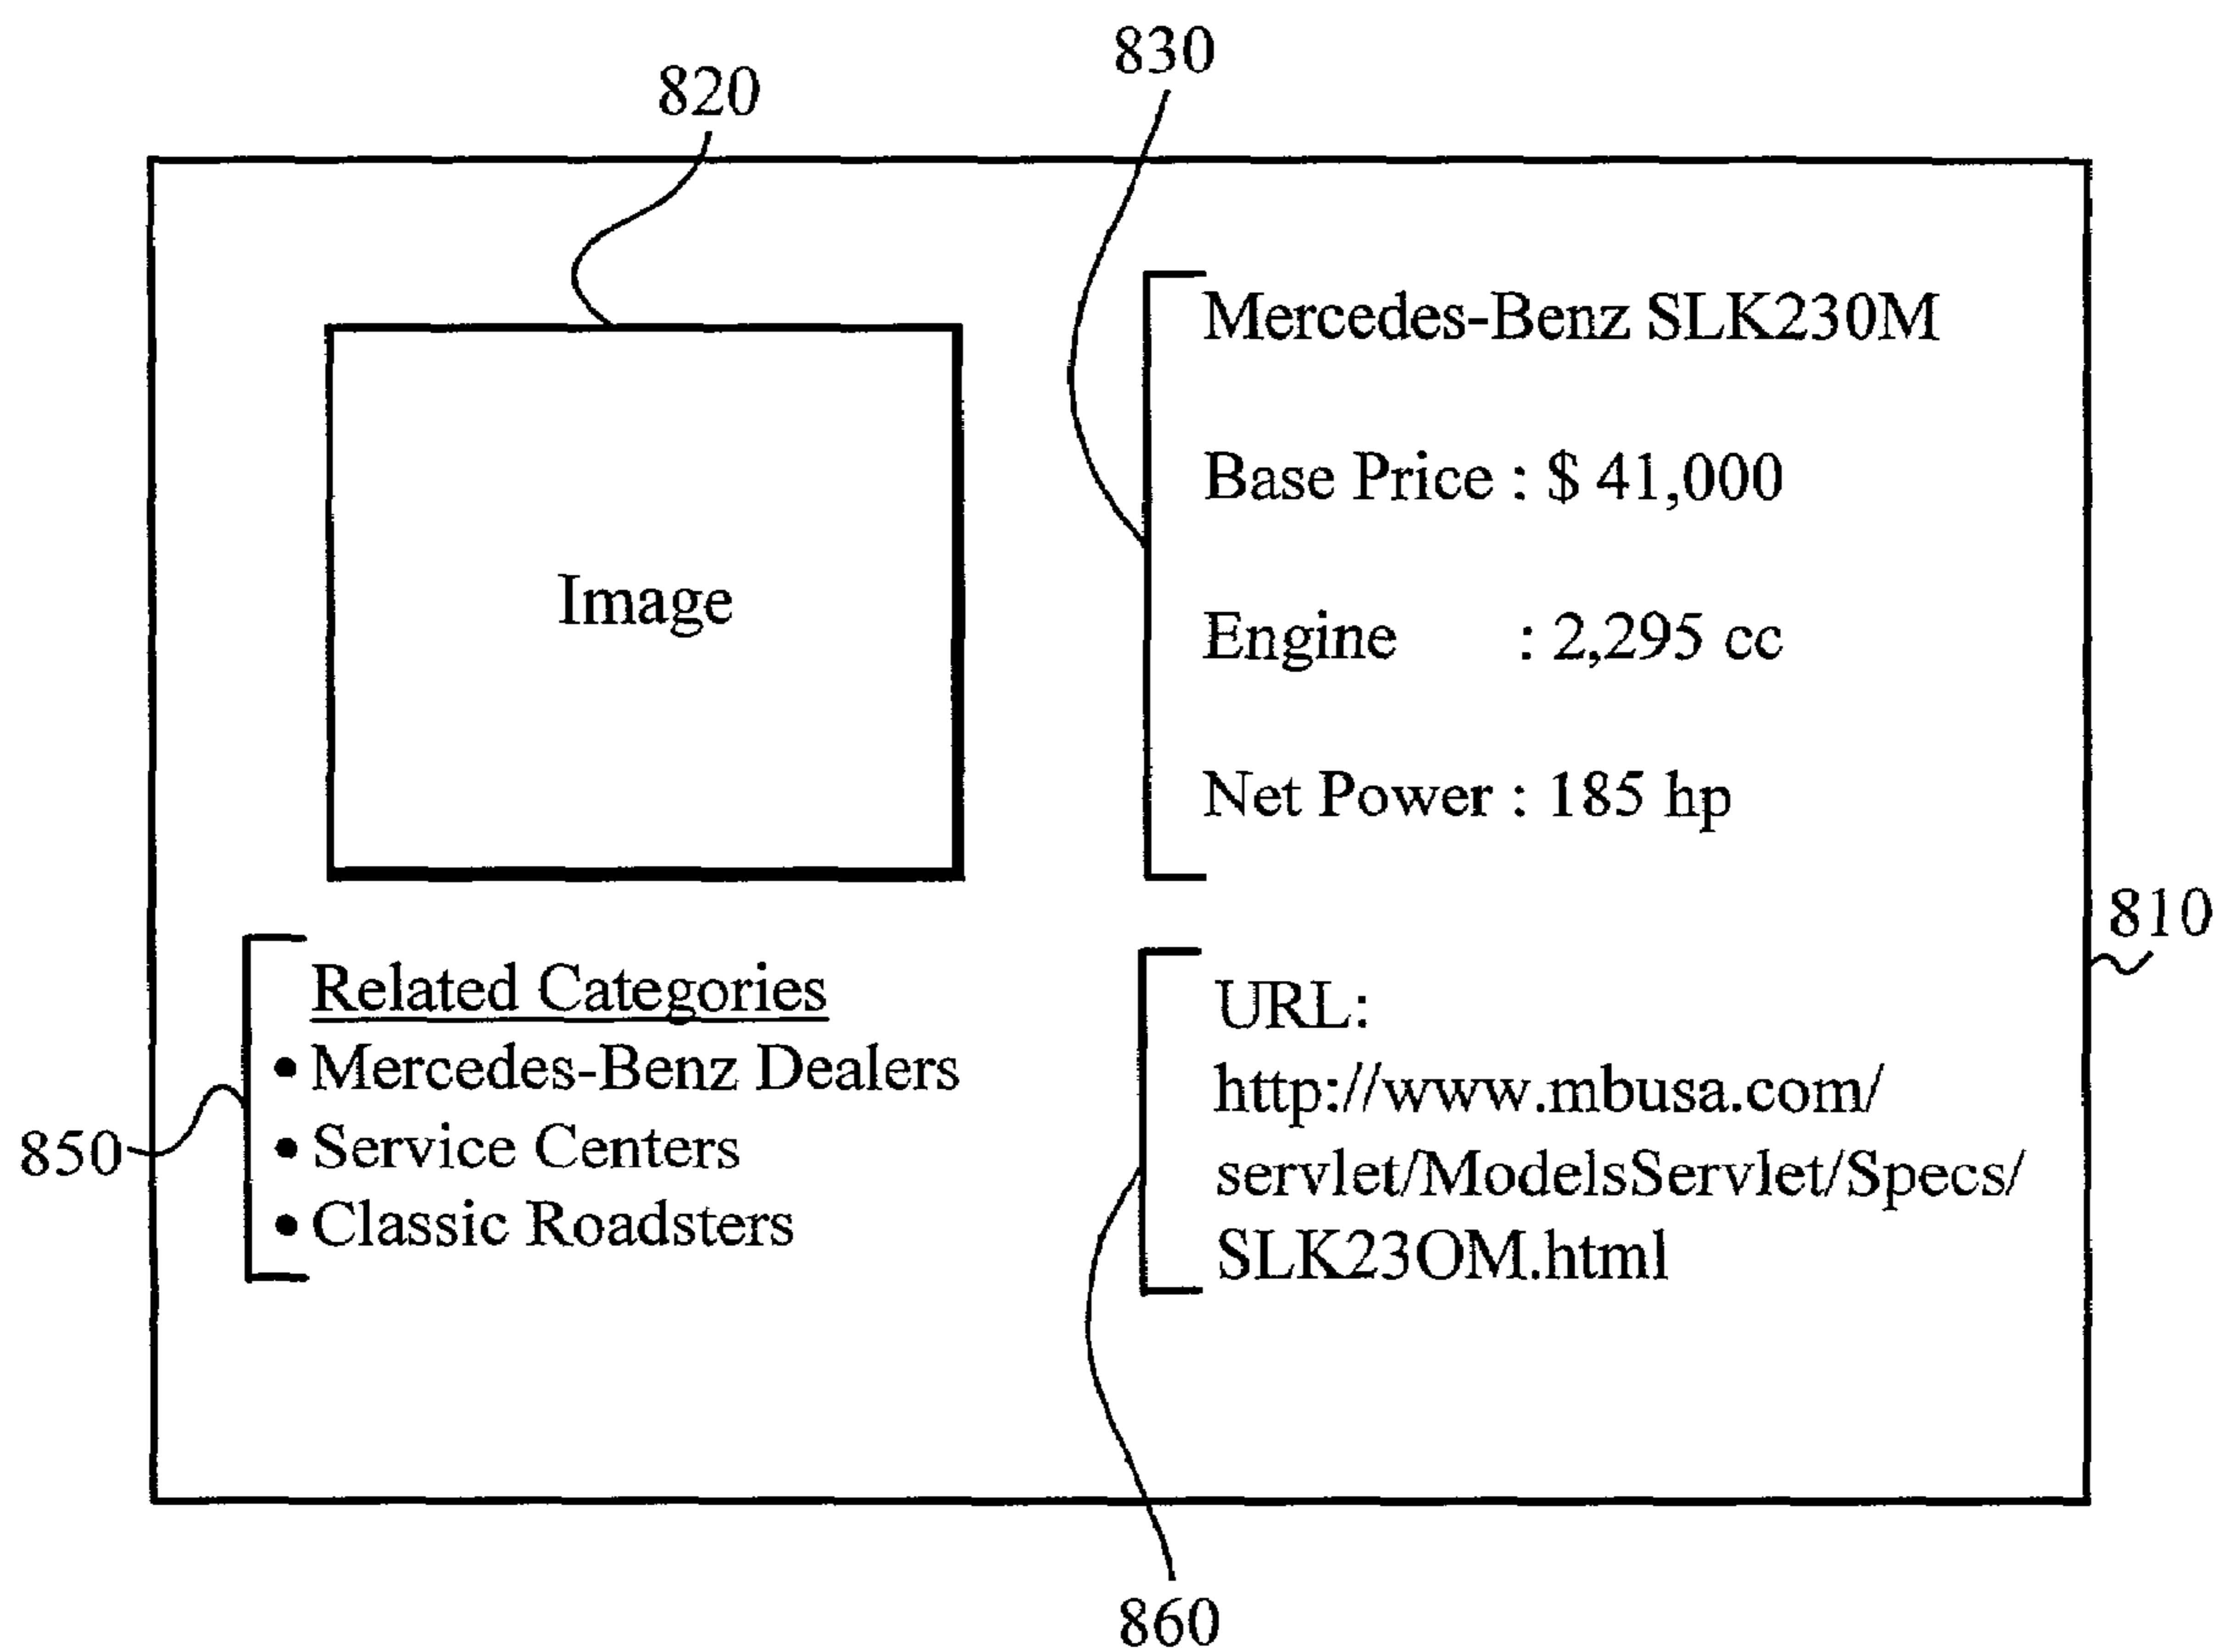 830
820
Mercedes-Benz SLK230M
Base Price : $ 41,000
Image
Engine : 2,295 cc
Net Power : 185 hp
810
Related Categories
• Mercedes-Benz Dealers
• Service Centers
• Classic Roadsters
850
URL:
http://www.mbusa.com/
servlet/ModelsServlet/Specs/
SLK23OM.html
860